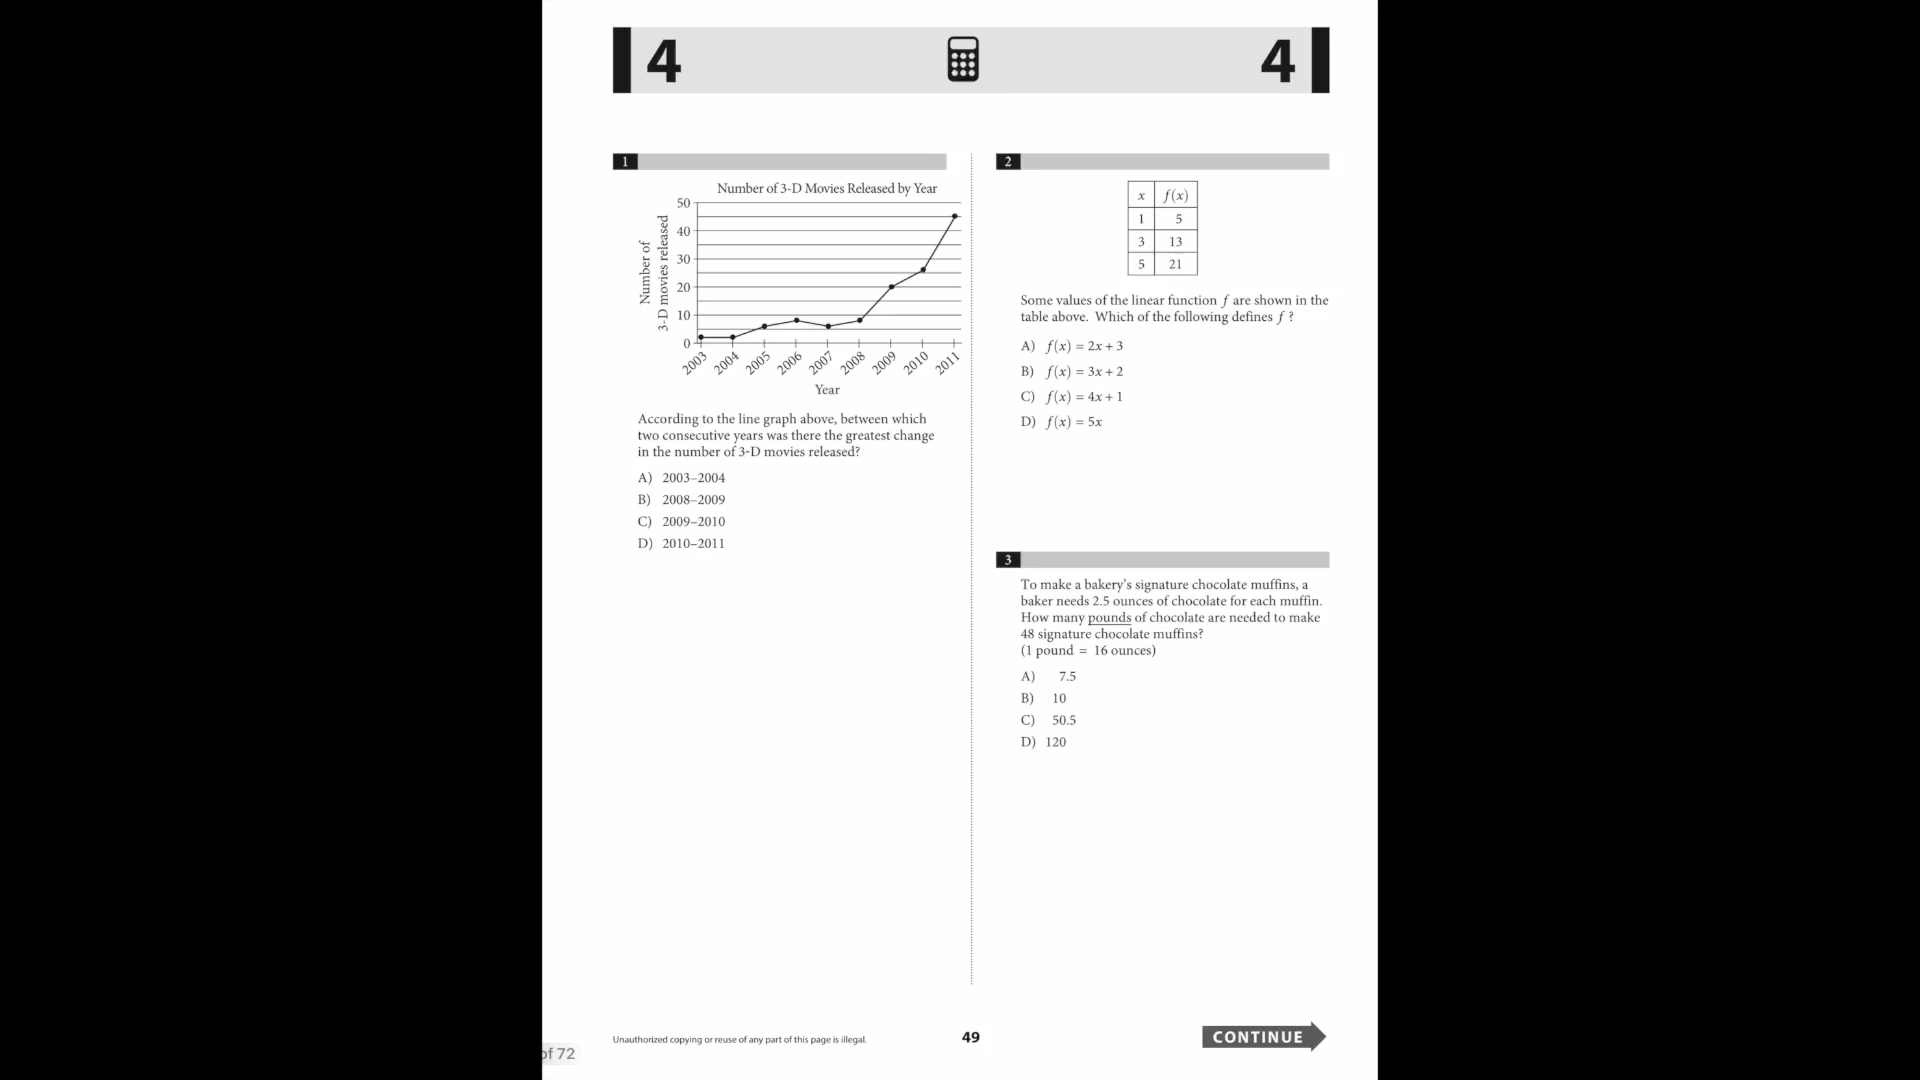 4
4
1
Number of 3-D Movies Released by Year
Number of
3-D movies released
50
40
30
20
10
0
2003
2004
2005
2006
2007
2008
2009
2010
2011
Year
According to the line graph above, between which
two consecutive years was there the greatest change
in the number of 3-D movies released?
A) 2003–2004
B) 2008–2009
C) 2009–2010
D) 2010–2011
2
x f(x)
1 5
3 13
5 21
Some values of the linear function f are shown in the
table above. Which of the following defines f ?
A) f(x) = 2x + 3
B) f(x) = 3x + 2
C) f(x) = 4x + 1
D) f(x) = 5x
3
To make a bakery’s signature chocolate muffins, a
baker needs 2.5 ounces of chocolate for each muffin.
How many pounds of chocolate are needed to make
48 signature chocolate muffins?
(1 pound = 16 ounces)
A) 7.5
B) 10
C) 50.5
D) 120
Unauthorized copying or reuse of any part of this page is illegal.
49
CONTINUE
of 72